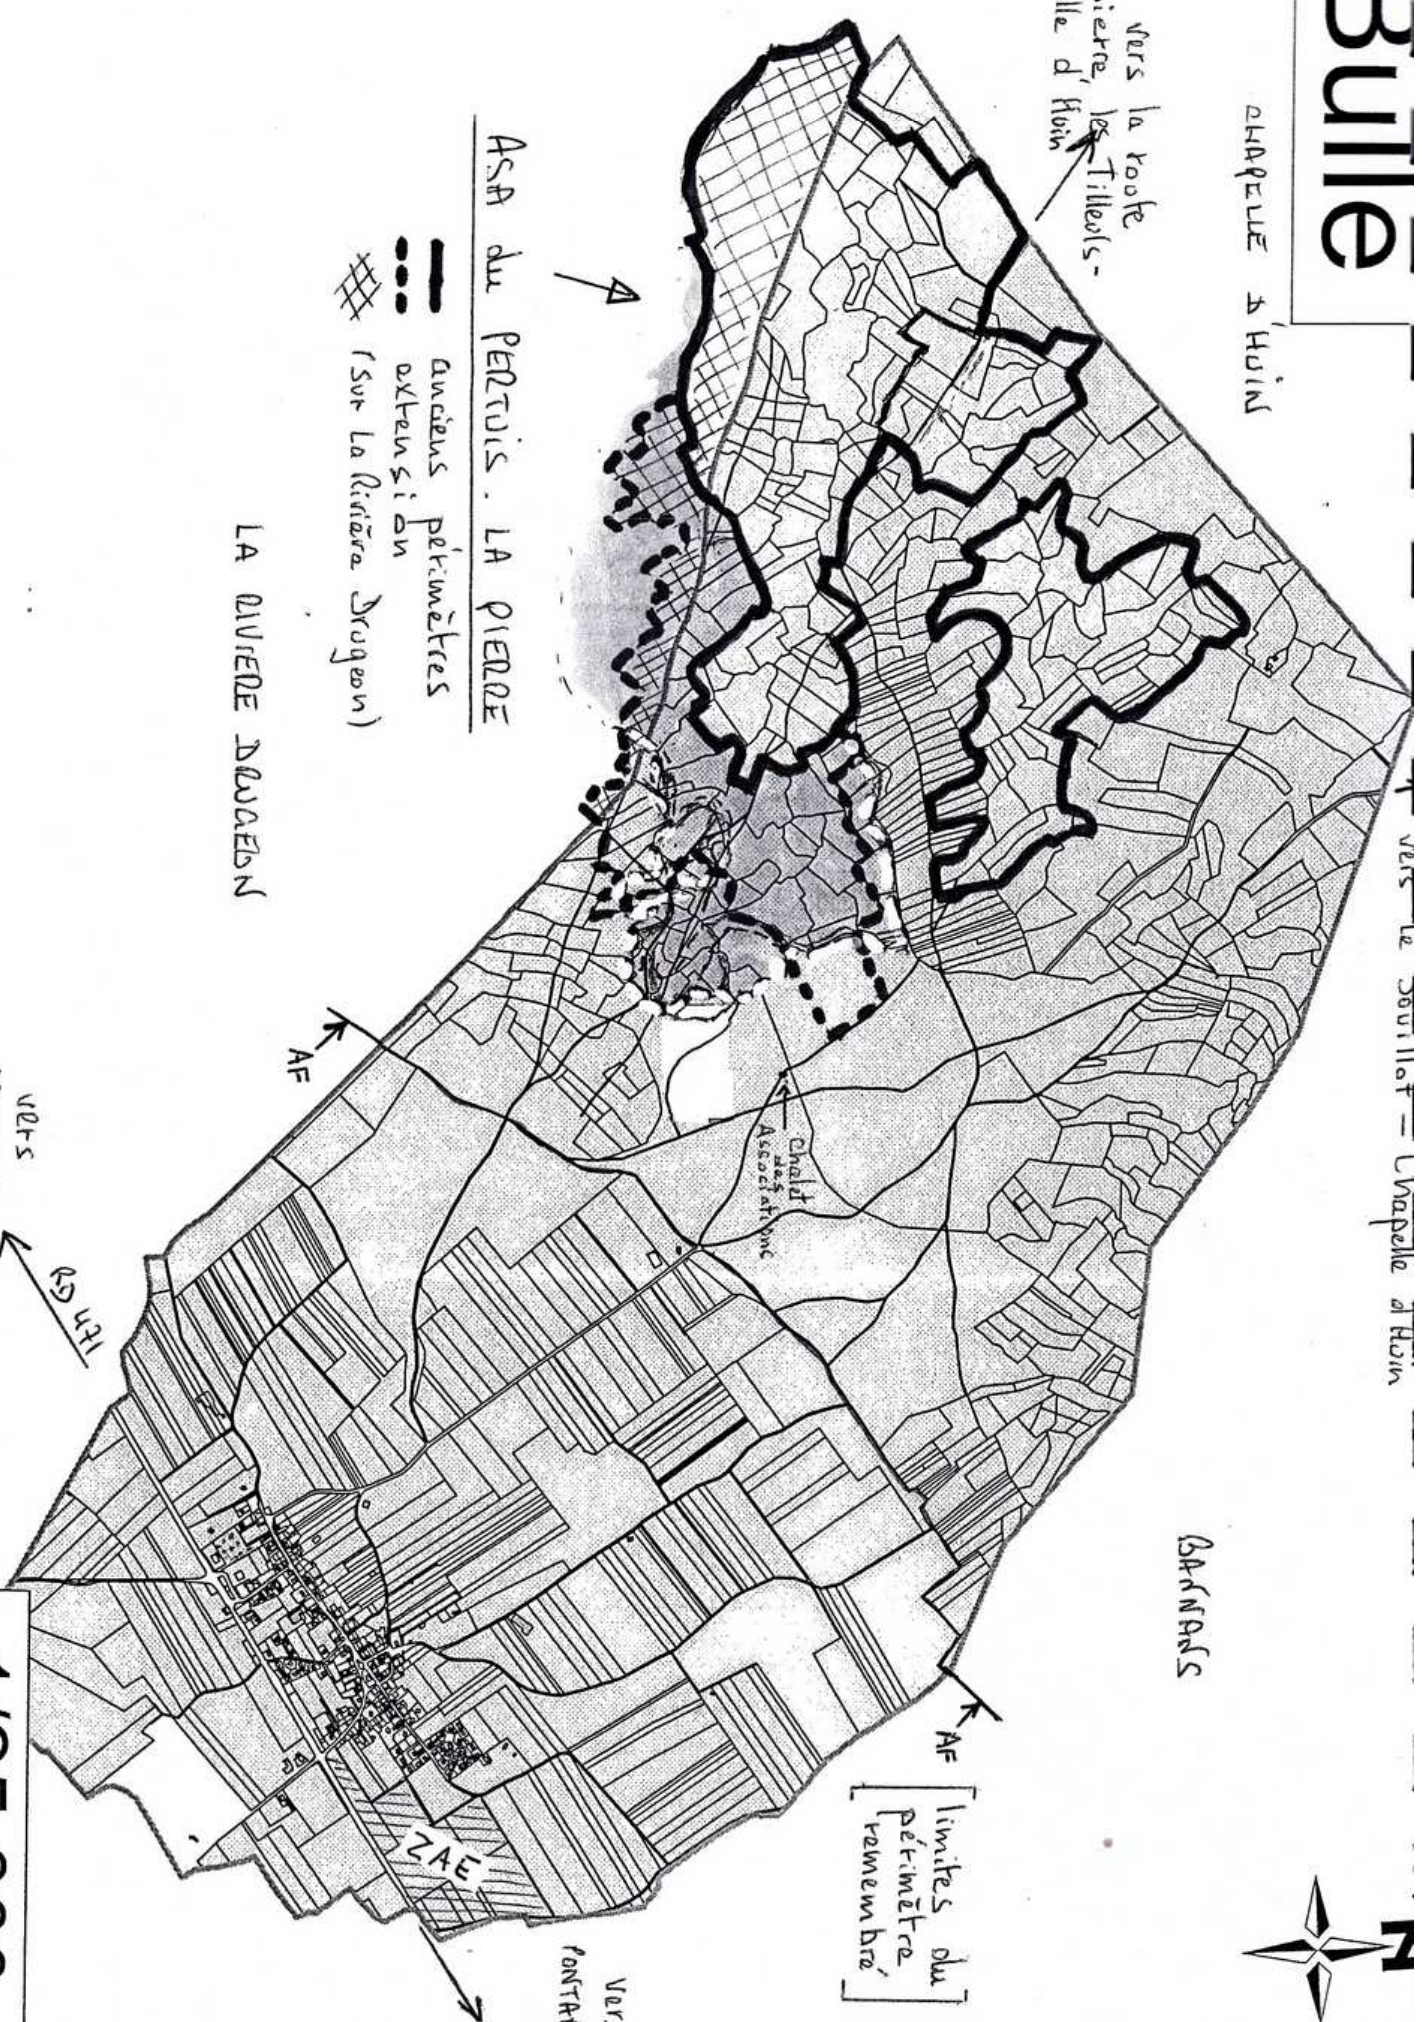 Bulle
CHAPELLE D'HUIN
vers la route
les Tilleuls-
d'Huin
vers le Souillot - Chapelle d'Huin
BANNANS
N
ASA du PERTUIS. LA PIERRE
anciens périmètres
extension
(sur La Rivière Drugeon)
LA RIVIERE DRUGEON
Chalet
des
Associations
AF
AF
limites du
périmètre
remembré
vers
RD 471
ZAE